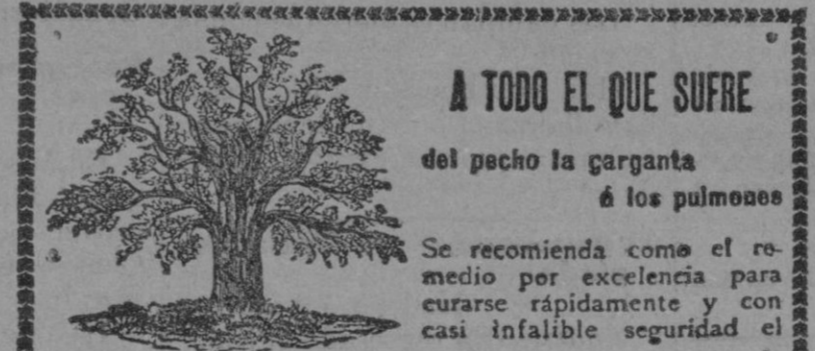 A TODO EL QUE SUFRE
del pecho la garganta
ó los pulmones
Se recomienda como el re-
medio por excelencia para
curarse rápidamente y con
casi infalible seguridad el